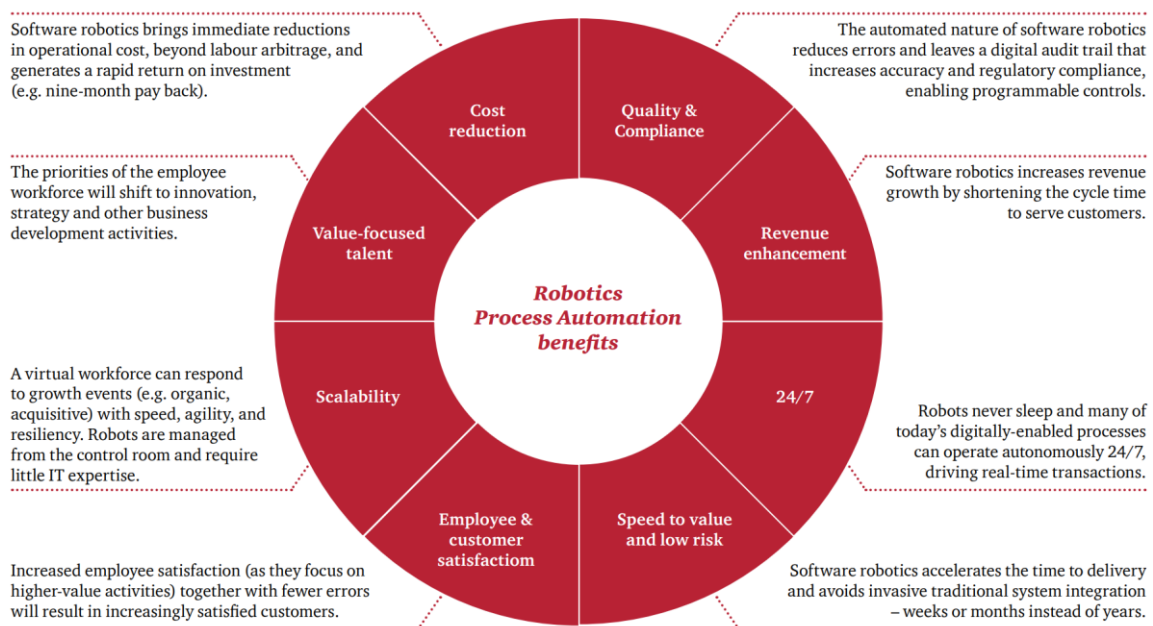 Software robotics brings immediate reductions
in operational cost, beyond labour arbitrage, and
generates a rapid return on investment
(e.g. nine-month pay back).
The automated nature of software robotics
reduces errors and leaves a digital audit trail that
increases accuracy and regulatory compliance,
enabling programmable controls.
Cost
reduction
Quality &
Compliance
The priorities of the employee
workforce will shift to innovation,
strategy and other business
development activities.
Software robotics increases revenue
growth by shortening the cycle time
to serve customers.
Value-focused
talent
Revenue
enhancement
Robotics
Process Automation
benefits
A virtual workforce can respond
to growth events (e.g. organic,
acquisitive) with speed, agility, and
resiliency. Robots are managed
from the control room and require
little IT expertise.
Scalability
24/7
Robots never sleep and many of
today’s digitally-enabled processes
can operate autonomously 24/7,
driving real-time transactions.
Employee &
customer
satisfactiom
Speed to value
and low risk
Increased employee satisfaction (as they focus on
higher-value activities) together with fewer errors
will result in increasingly satisfied customers.
Software robotics accelerates the time to delivery
and avoids invasive traditional system integration
– weeks or months instead of years.